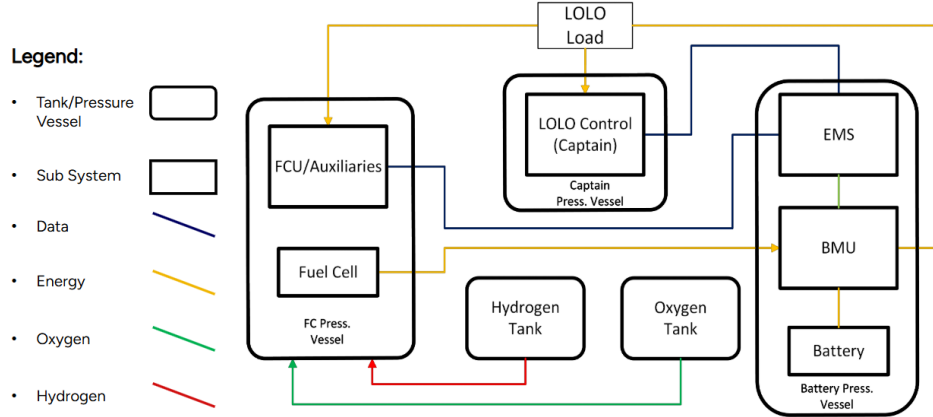 Legend:
• Tank/Pressure
Vessel
• Sub System
• Data
• Energy
• Oxygen
• Hydrogen
LOLO
Load
FCU/Auxiliaries
Fuel Cell
FC Press.
Vessel
LOLO Control
(Captain)
Captain
Press. Vessel
Hydrogen
Tank
Oxygen
Tank
EMS
BMU
Battery
Battery Press.
Vessel